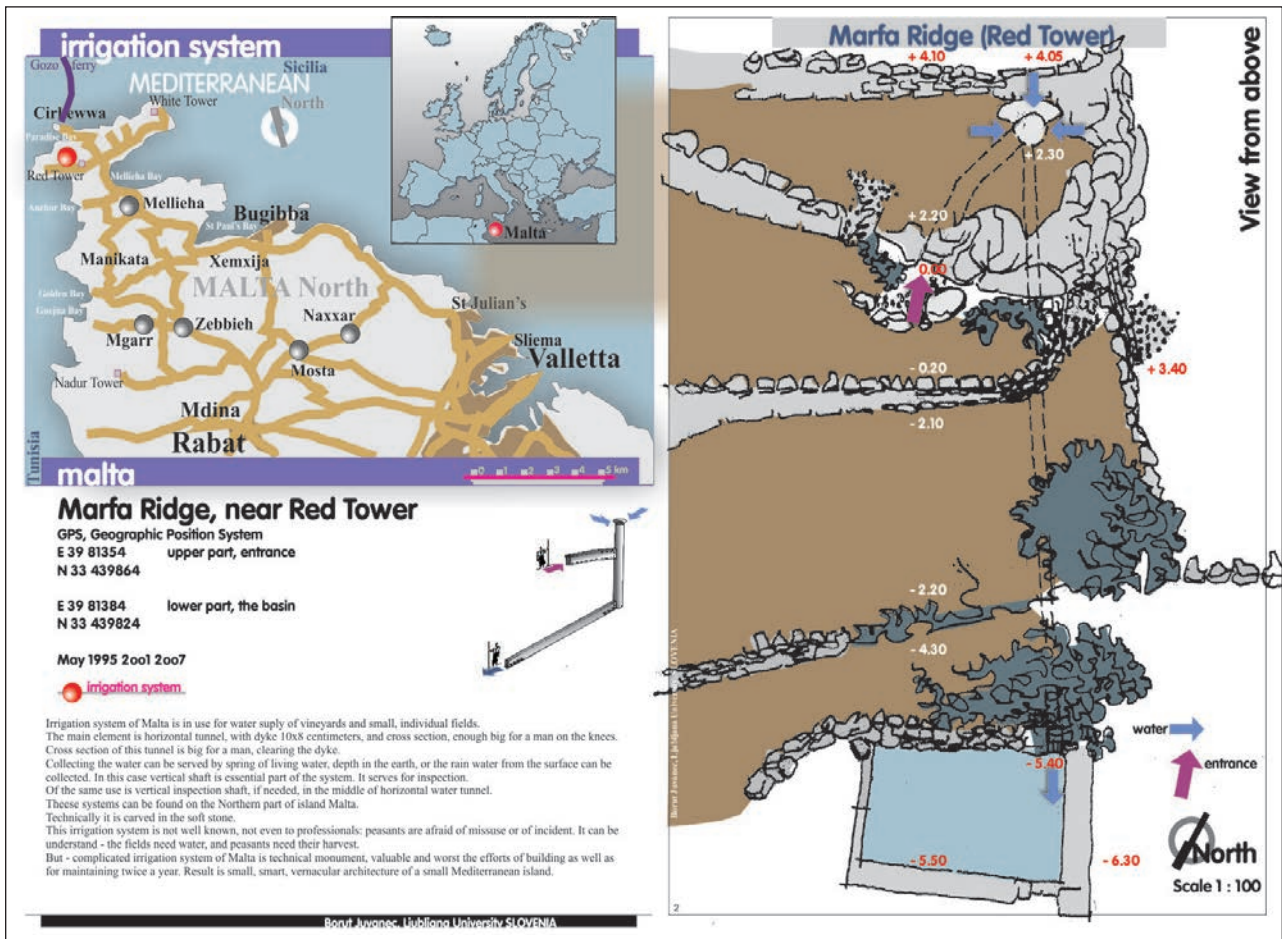 irrigation system
Gozo ferry
MEDITERRANEAN
Sicilia
North
White Tower
Cirkewwa
Paradise Bay
Red Tower
Mellieha Bay
Anchor Bay
Mellieha
Bugibba
St Paul's Bay
Manikata
Xemxija
MALTA North
Golden Bay
Gnejna Bay
St Julian's
Zebbieh
Naxxar
Mgarr
Sliema
Valletta
Nadur Tower
Mosta
Mdina
Rabat
Tunisia
malta
0 1 2 3 4 5 km
Malta
Marfa Ridge, near Red Tower
GPS, Geographic Position System
E 39 81354 upper part, entrance
N 33 439864
E 39 81384 lower part, the basin
N 33 439824
May 1995 2oo1 2oo7
irrigation system
Irrigation system of Malta is in use for water suply of vineyards and small, individual fields.
The main element is horizontal tunnel, with dyke 10x8 centimeters, and cross section, enough big for a man on the knees.
Cross section of this tunnel is big for a man, clearing the dyke.
Collecting the water can be served by spring of living water, depth in the earth, or the rain water from the surface can be
collected. In this case vertical shaft is essential part of the system. It serves for inspection.
Of the same use is vertical inspection shaft, if needed, in the middle of horizontal water tunnel.
Theese systems can be found on the Northern part of island Malta.
Technically it is carved in the soft stone.
This irrigation system is not well known, not even to professionals: peasants are afraid of missuse or of incident. It can be
understand - the fields need water, and peasants need their harvest.
But - complicated irrigation system of Malta is technical monument, valuable and worst the efforts of building as well as
for maintaining twice a year. Result is small, smart, vernacular architecture of a small Mediterranean island.
Borut Juvanec, Ljubljana University SLOVENIA
Marfa Ridge (Red Tower)
+ 4.10
+ 4.05
View from above
+ 2.30
+ 2.20
0.00
- 0.20
+ 3.40
- 2.10
- 2.20
- 4.30
Borut Juvanec, Ljubljana University SLOVENIA
water
- 5.40
entrance
- 5.50
- 6.30
North
Scale 1 : 100
2